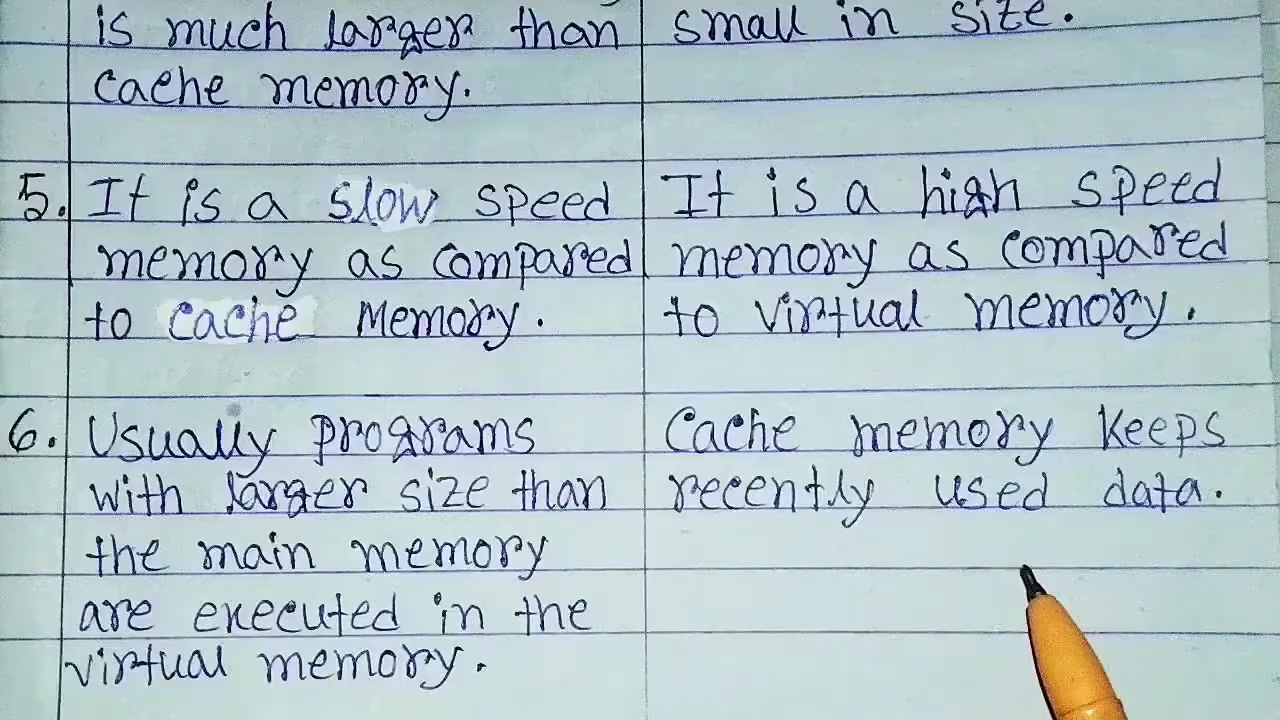 is much larger than
cache memory.
small in size.
5. It is a slow speed
memory as compared
to cache Memory.
It is a high speed
memory as compared
to virtual memory.
6. Usually programs
with larger size than
the main memory
are executed in the
virtual memory.
Cache memory keeps
recently used data.